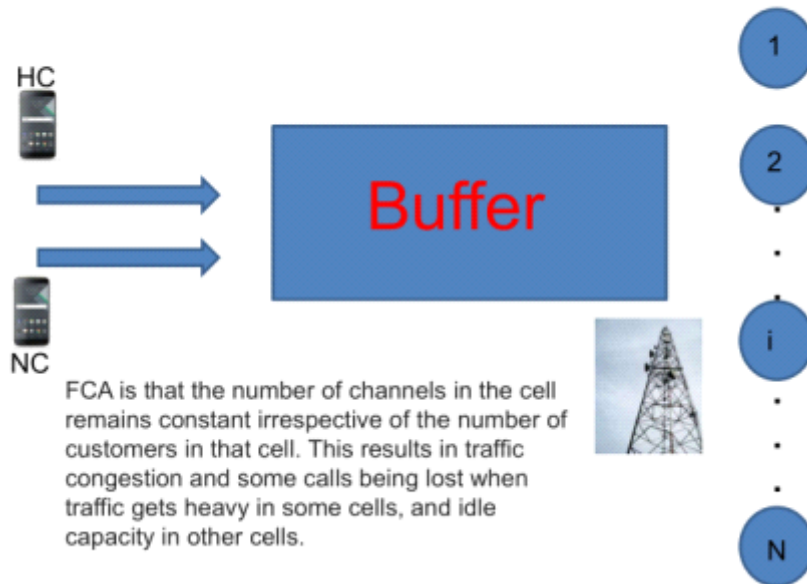 HC
NC
Buffer
FCA is that the number of channels in the cell
remains constant irrespective of the number of
customers in that cell. This results in traffic
congestion and some calls being lost when
traffic gets heavy in some cells, and idle
capacity in other cells.
1
2
i
N